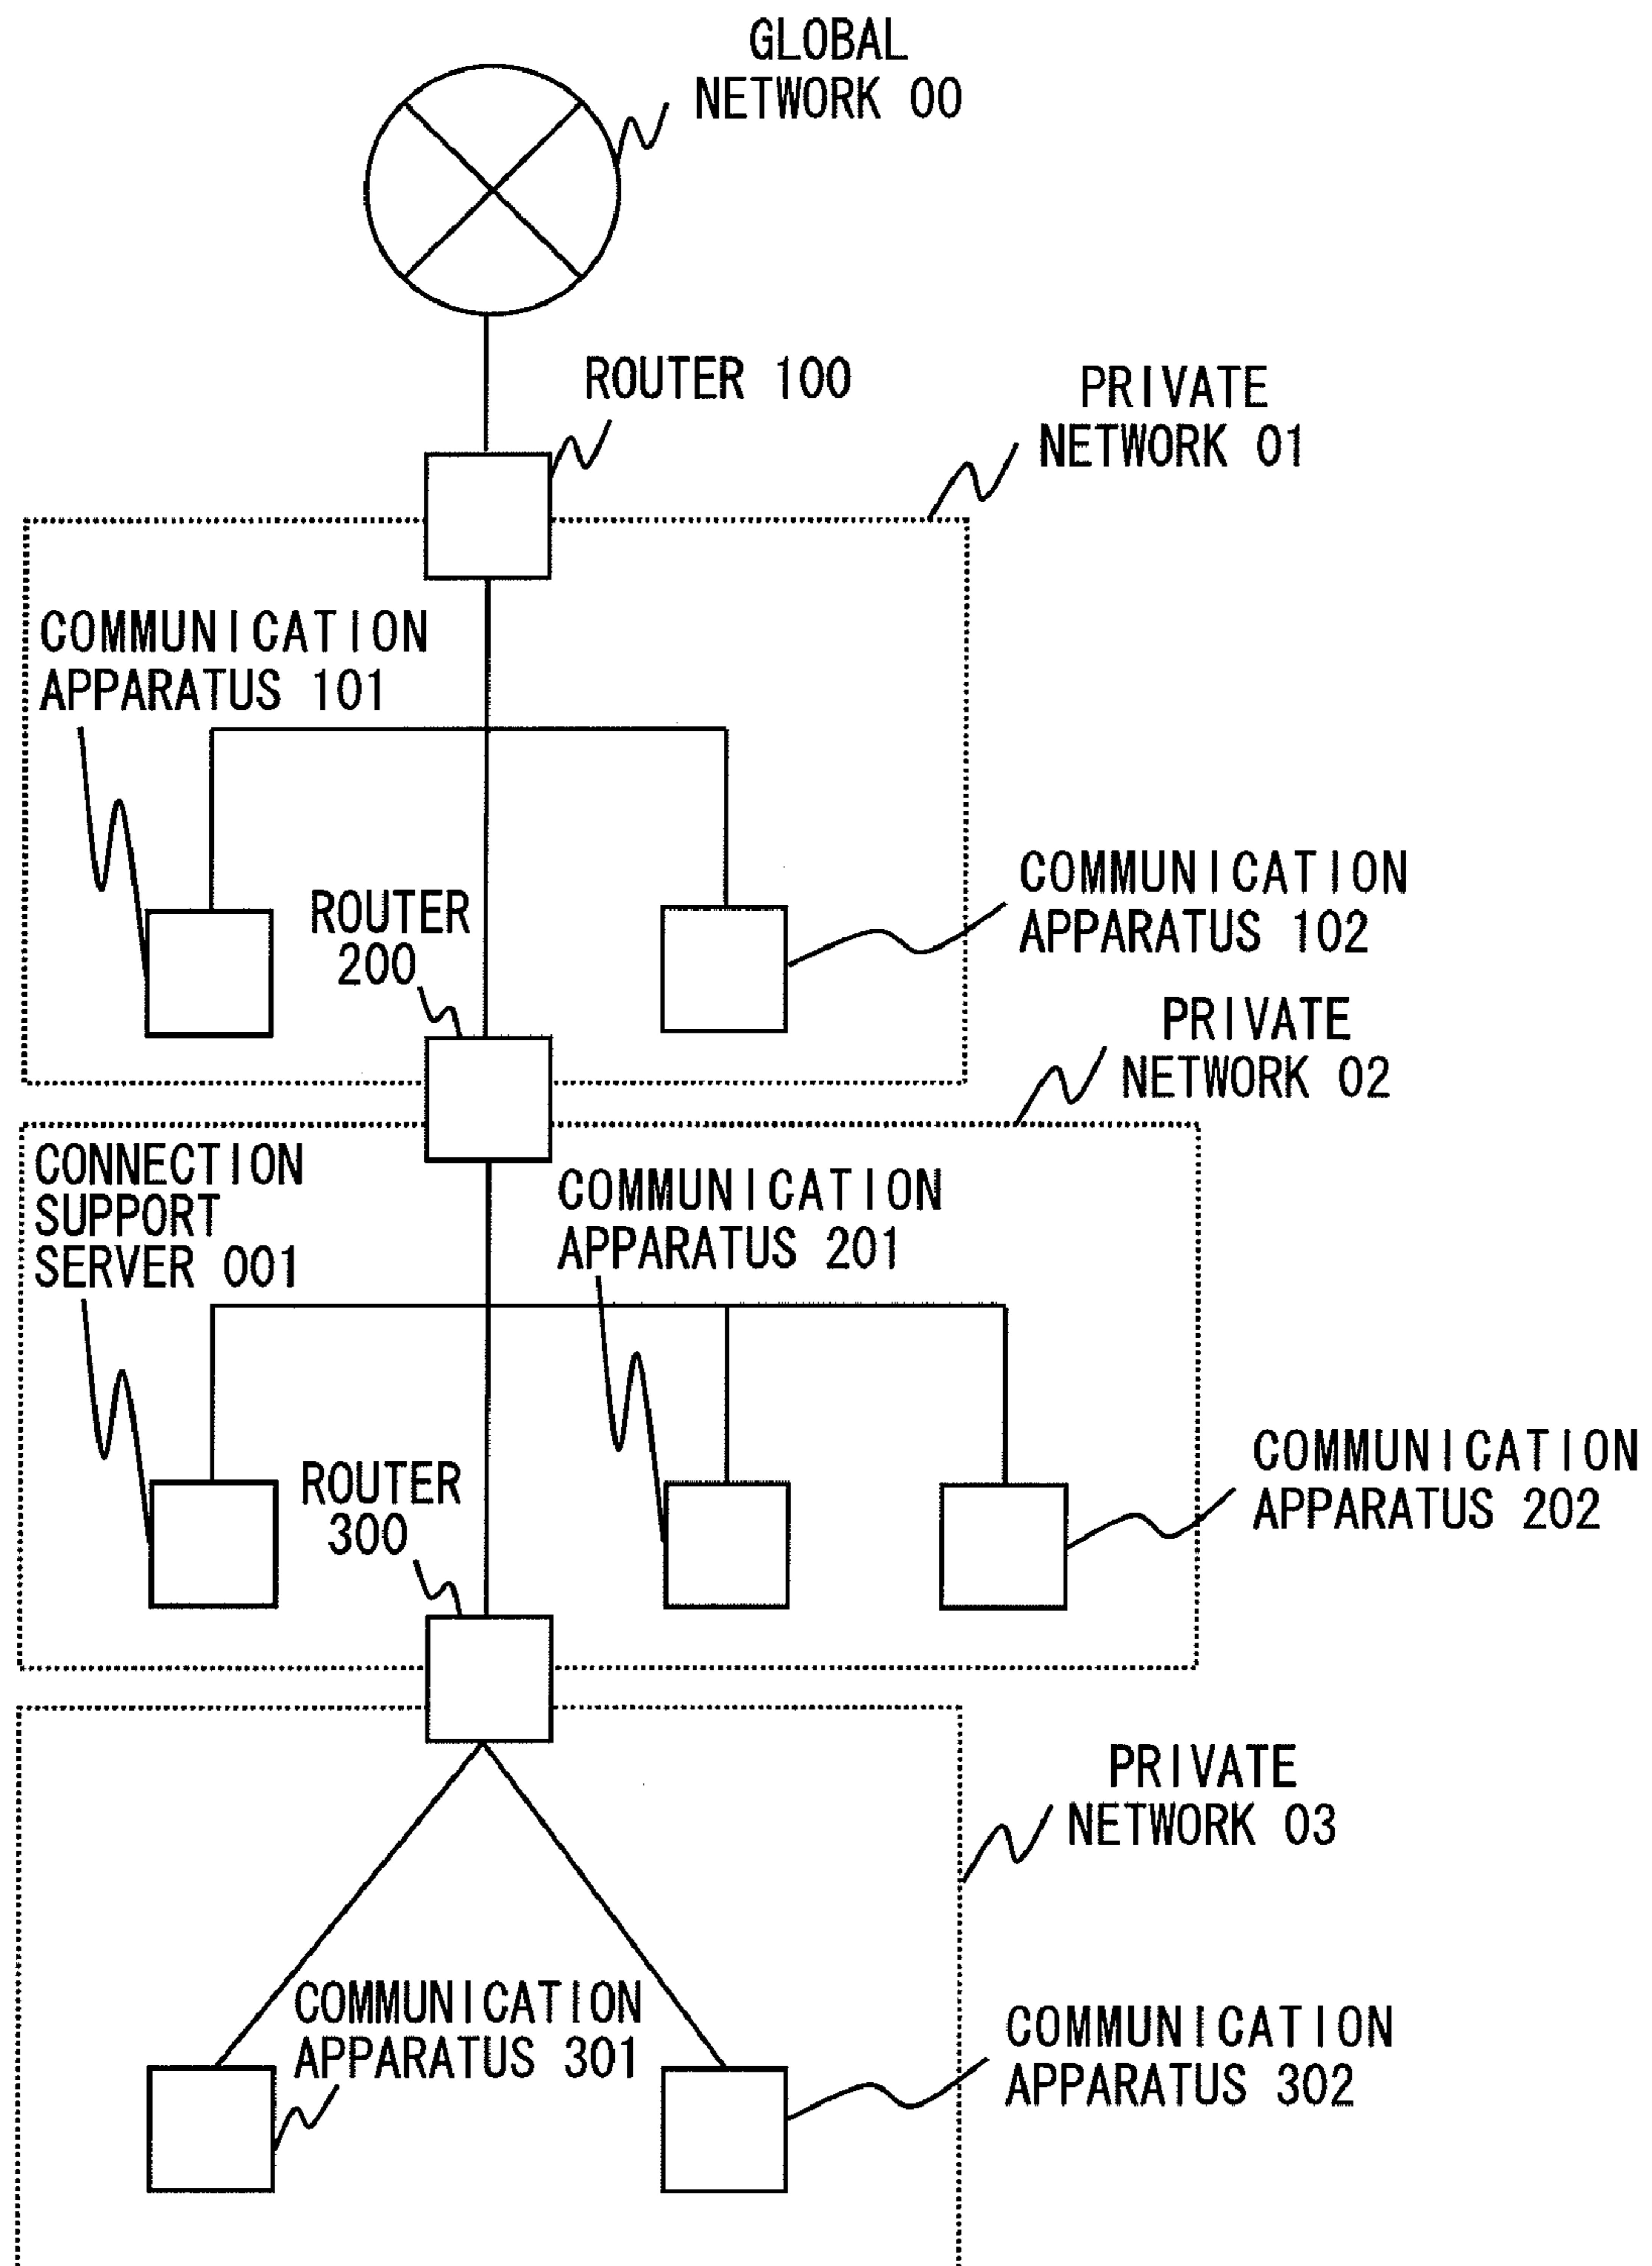 GLOBAL
NETWORK 00
ROUTER 100
PRIVATE
NETWORK 01
COMMUNICATION
APPARATUS 101
COMMUNICATION
APPARATUS 102
ROUTER
200
PRIVATE
NETWORK 02
CONNECTION
SUPPORT
SERVER 001
COMMUNICATION
APPARATUS 201
COMMUNICATION
APPARATUS 202
ROUTER
300
PRIVATE
NETWORK 03
COMMUNICATION
APPARATUS 301
COMMUNICATION
APPARATUS 302